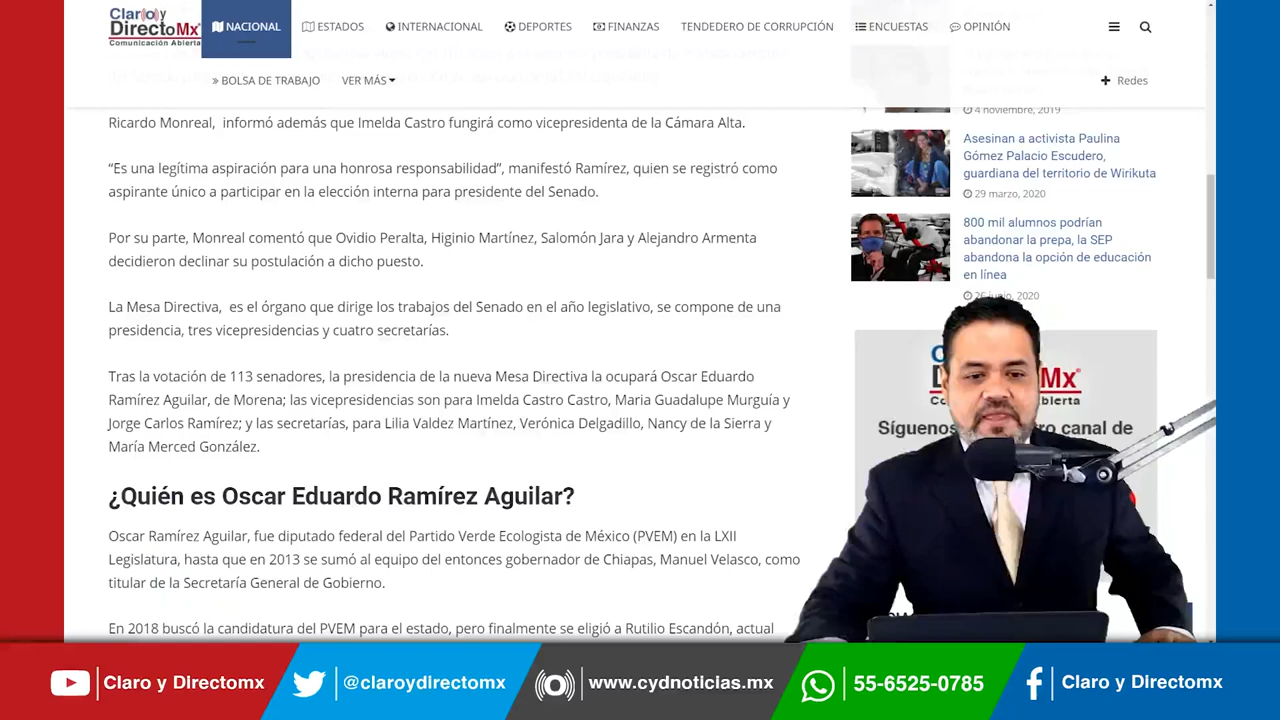 Claro y
DirectoMx
Comunicación Abierta
NACIONAL
ESTADOS
INTERNACIONAL
DEPORTES
FINANZAS
TENDEDERO DE CORRUPCIÓN
ENCUESTAS
OPINIÓN
» BOLSA DE TRABAJO
VER MÁS
Redes
Ricardo Monreal, informó además que Imelda Castro fungirá como vicepresidenta de la Cámara Alta.
“Es una legítima aspiración para una honrosa responsabilidad”, manifestó Ramírez, quien se registró como
aspirante único a participar en la elección interna para presidente del Senado.
Por su parte, Monreal comentó que Ovidio Peralta, Higinio Martínez, Salomón Jara y Alejandro Armenta
decidieron declinar su postulación a dicho puesto.
La Mesa Directiva, es el órgano que dirige los trabajos del Senado en el año legislativo, se compone de una
presidencia, tres vicepresidencias y cuatro secretarías.
Tras la votación de 113 senadores, la presidencia de la nueva Mesa Directiva la ocupará Oscar Eduardo
Ramírez Aguilar, de Morena; las vicepresidencias son para Imelda Castro Castro, Maria Guadalupe Murguía y
Jorge Carlos Ramírez; y las secretarías, para Lilia Valdez Martínez, Verónica Delgadillo, Nancy de la Sierra y
María Merced González.
¿Quién es Oscar Eduardo Ramírez Aguilar?
Oscar Ramírez Aguilar, fue diputado federal del Partido Verde Ecologista de México (PVEM) en la LXII
Legislatura, hasta que en 2013 se sumó al equipo del entonces gobernador de Chiapas, Manuel Velasco, como
titular de la Secretaría General de Gobierno.
En 2018 buscó la candidatura del PVEM para el estado, pero finalmente se eligió a Rutilio Escandón, actual
4 noviembre, 2019
Asesinan a activista Paulina
Gómez Palacio Escudero,
guardiana del territorio de Wirikuta
29 marzo, 2020
800 mil alumnos podrían
abandonar la prepa, la SEP
abandona la opción de educación
en línea
26 junio, 2020
Mx
Síguenos canal de
Claro y Directomx
@claroydirectomx
www.cydnoticias.mx
55-6525-0785
Claro y Directomx